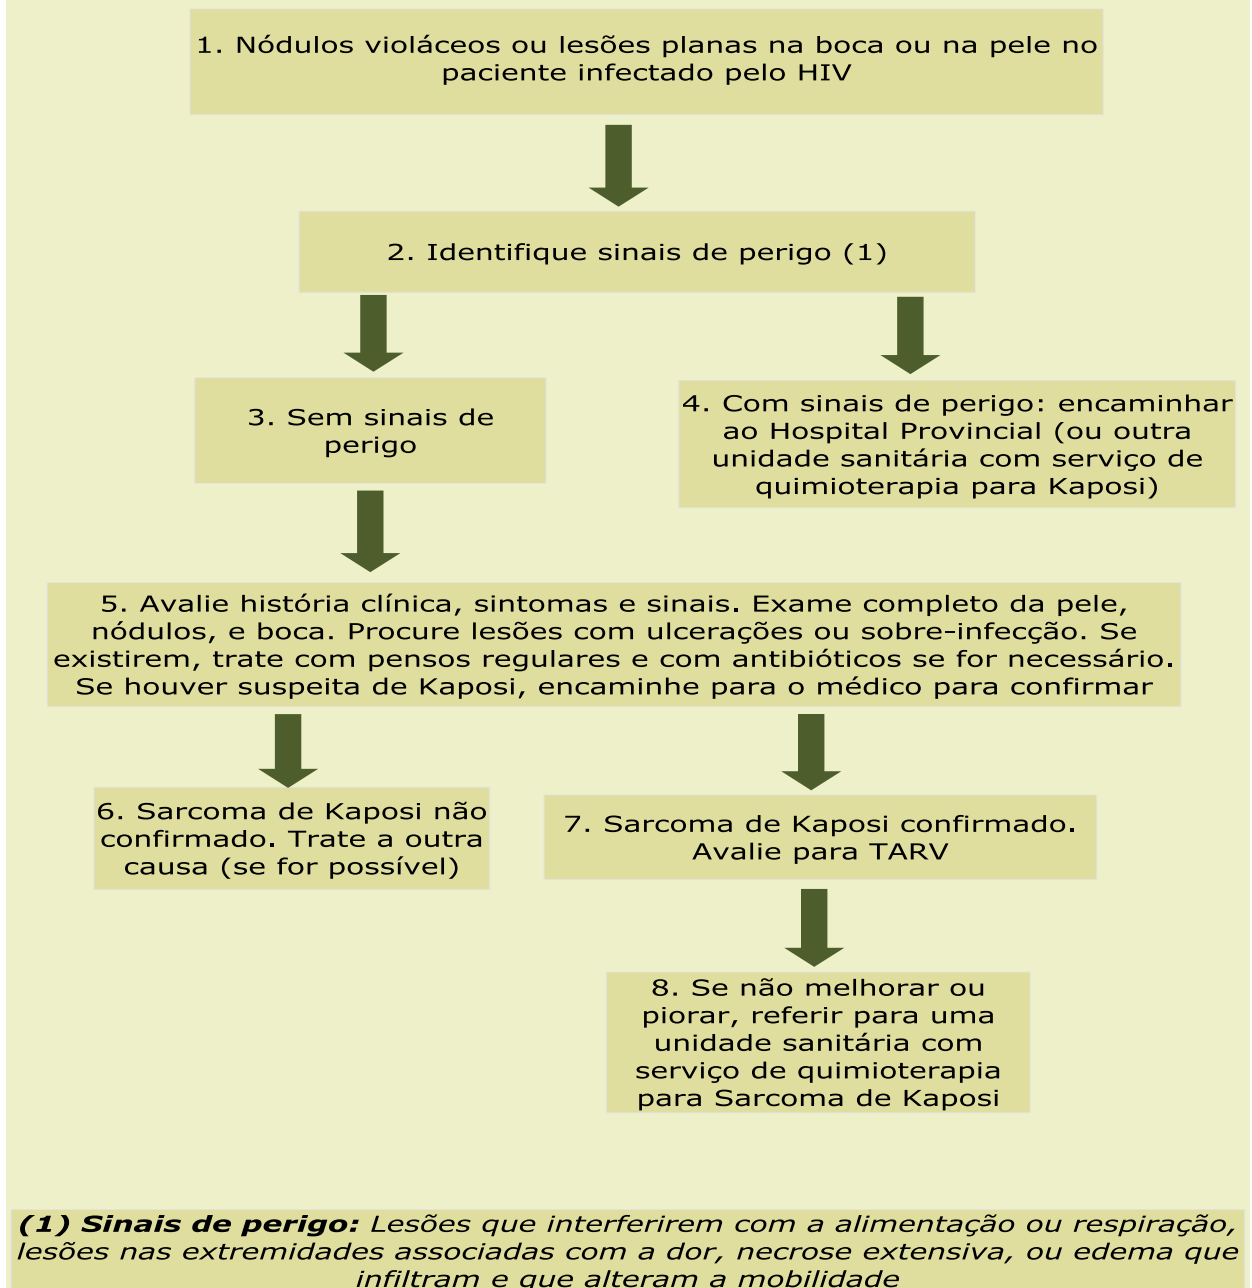 1. Nódulos violáceos ou lesões planas na boca ou na pele no
paciente infectado pelo HIV
2. Identifique sinais de perigo (1)
3. Sem sinais de
perigo
4. Com sinais de perigo: encaminhar
ao Hospital Provincial (ou outra
unidade sanitária com serviço de
quimioterapia para Kaposi)
5. Avalie história clínica, sintomas e sinais. Exame completo da pele,
nódulos, e boca. Procure lesões com ulcerações ou sobre-infecção. Se
existirem, trate com pensos regulares e com antibióticos se for necessário.
Se houver suspeita de Kaposi, encaminhe para o médico para confirmar
6. Sarcoma de Kaposi não
confirmado. Trate a outra
causa (se for possível)
7. Sarcoma de Kaposi confirmado.
Avalie para TARV
8. Se não melhorar ou
piorar, referir para uma
unidade sanitária com
serviço de quimioterapia
para Sarcoma de Kaposi
(1) Sinais de perigo: Lesões que interferirem com a alimentação ou respiração,
lesões nas extremidades associadas com a dor, necrose extensiva, ou edema que
infiltram e que alteram a mobilidade